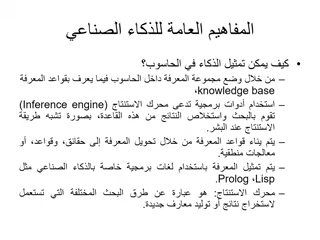 المفاهيم العامة للذكاء الصناعي
• كيف يمكن تمثيل الذكاء في الحاسوب؟
– من خلال وضع مجموعة المعرفة داخل الحاسوب فيما يعرف بقواعد المعرفة
knowledge base،
– استخدام أدوات برمجية تدعى محرك الاستنتاج (Inference engine)
تقوم بالبحث واستخلاص النتائج من هذه القاعدة، بصورة تشبه طريقة
الاستنتاج عند البشر.
– يتم بناء قواعد المعرفة من خلال تحويل المعرفة إلى حقائق، وقواعد، أو
معالجات منطقية.
– يتم تمثيل المعرفة باستخدام لغات برمجية خاصة بالذكاء الصناعي مثل
Lisp، Prolog.
– محرك الاستنتاج: هو عبارة عن طرق البحث المختلفة التي تستعمل
لاستخراج نتائج أو توليد معارف جديدة.